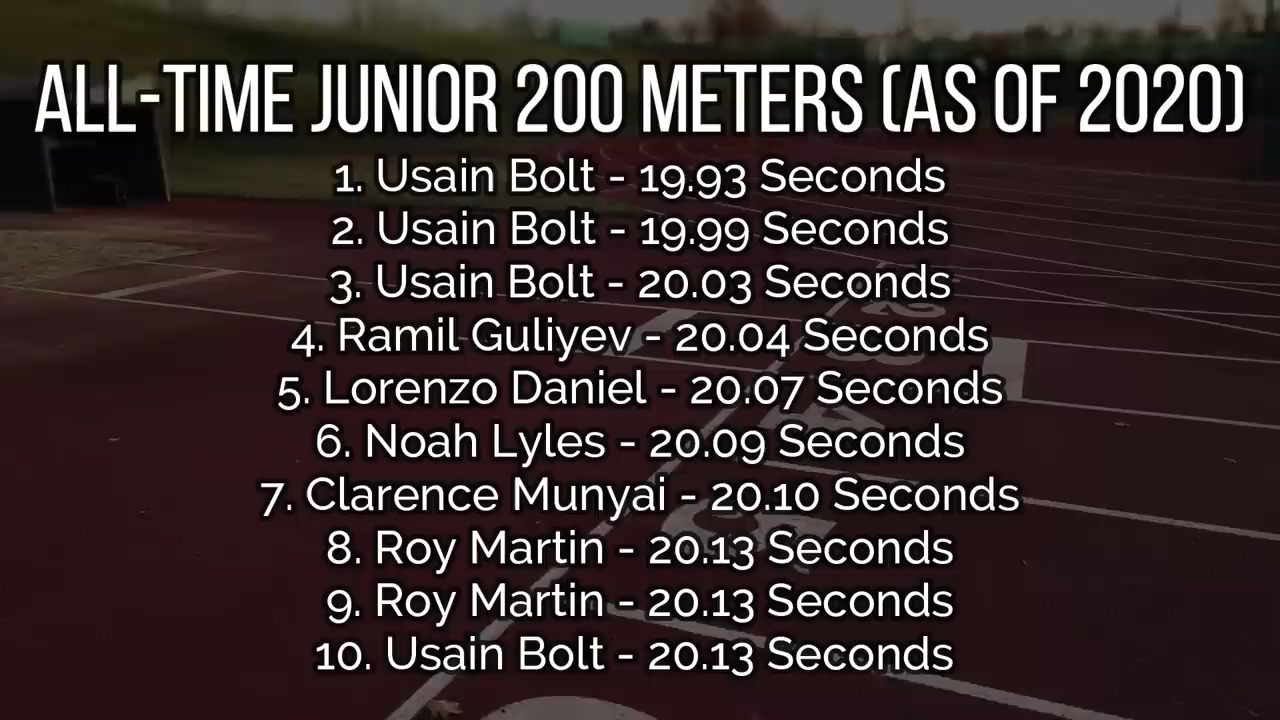 ALL-TIME JUNIOR 200 METERS (AS OF 2020)
1. Usain Bolt - 19.93 Seconds
2. Usain Bolt - 19.99 Seconds
3. Usain Bolt - 20.03 Seconds
4. Ramil Guliyev - 20.04 Seconds
5. Lorenzo Daniel - 20.07 Seconds
6. Noah Lyles - 20.09 Seconds
7. Clarence Munyai - 20.10 Seconds
8. Roy Martin - 20.13 Seconds
9. Roy Martin - 20.13 Seconds
10. Usain Bolt - 20.13 Seconds